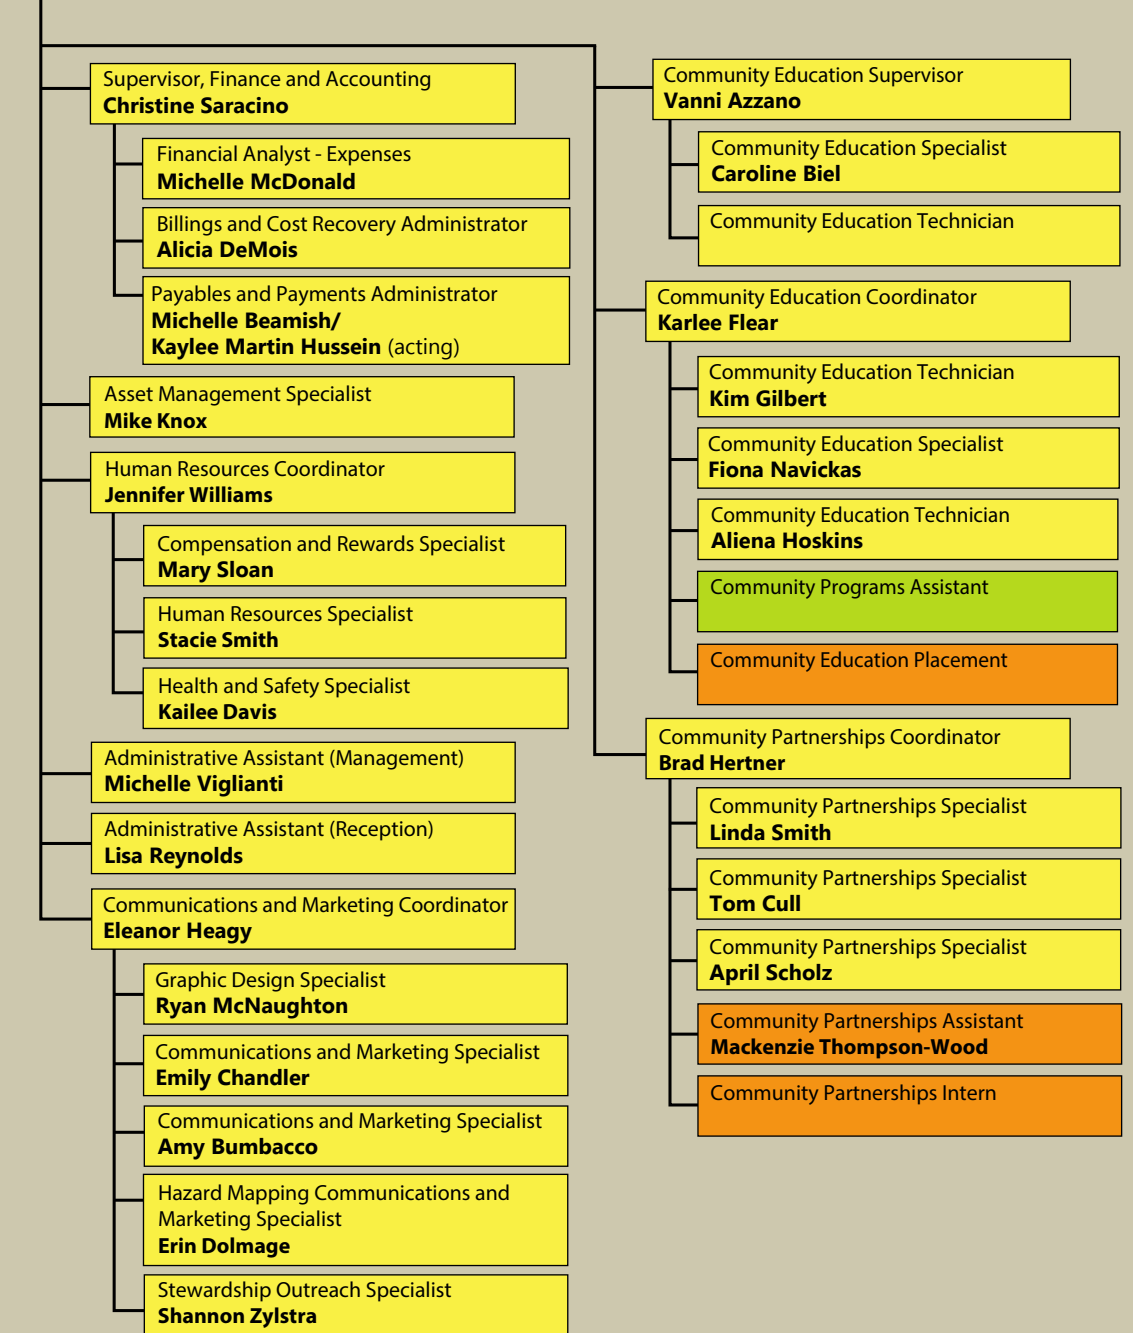 Supervisor, Finance and Accounting
Christine Saracino
Financial Analyst - Expenses
Michelle McDonald
Billings and Cost Recovery Administrator
Alicia DeMois
Payables and Payments Administrator
Michelle Beamish/
Kaylee Martin Hussein (acting)
Asset Management Specialist
Mike Knox
Human Resources Coordinator
Jennifer Williams
Compensation and Rewards Specialist
Mary Sloan
Human Resources Specialist
Stacie Smith
Health and Safety Specialist
Kailee Davis
Administrative Assistant (Management)
Michelle Viglianti
Administrative Assistant (Reception)
Lisa Reynolds
Communications and Marketing Coordinator
Eleanor Heagy
Graphic Design Specialist
Ryan McNaughton
Communications and Marketing Specialist
Emily Chandler
Communications and Marketing Specialist
Amy Bumbacco
Hazard Mapping Communications and
Marketing Specialist
Erin Dolmage
Stewardship Outreach Specialist
Shannon Zylstra
Community Education Supervisor
Vanni Azzano
Community Education Specialist
Caroline Biel
Community Education Technician
Community Education Coordinator
Karlee Flear
Community Education Technician
Kim Gilbert
Community Education Specialist
Fiona Navickas
Community Education Technician
Aliena Hoskins
Community Programs Assistant
Community Education Placement
Community Partnerships Coordinator
Brad Hertner
Community Partnerships Specialist
Linda Smith
Community Partnerships Specialist
Tom Cull
Community Partnerships Specialist
April Scholz
Community Partnerships Assistant
Mackenzie Thompson-Wood
Community Partnerships Intern